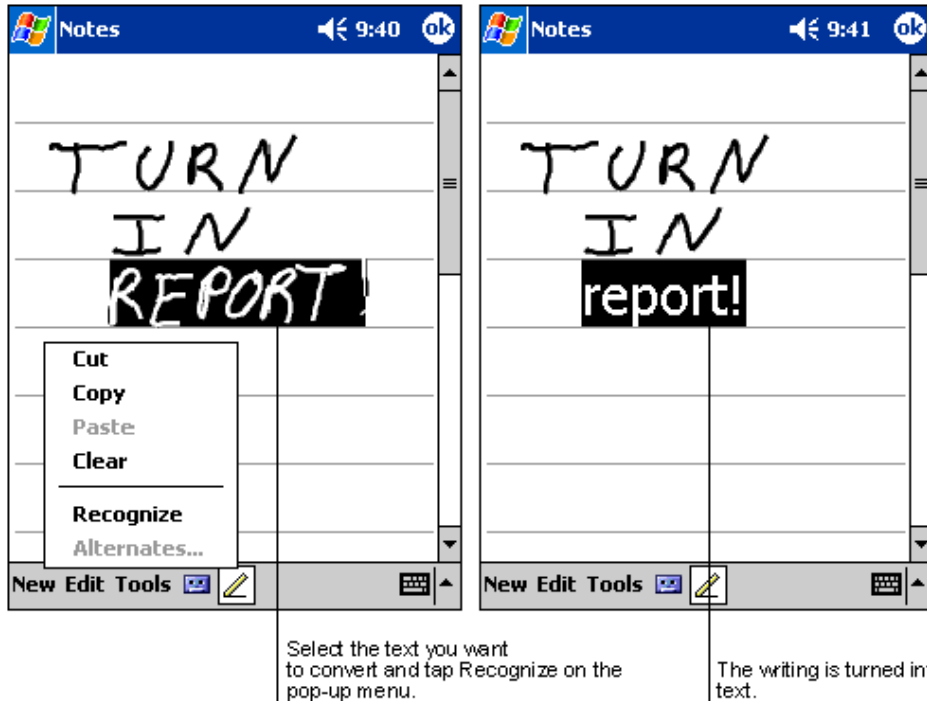 Notes 9:40 ok
TURN
IN
REPORT!
Cut
Copy
Paste
Clear
Recognize
Alternates...
New Edit Tools
Select the text you want
to convert and tap Recognize on the
pop-up menu.
Notes 9:41 ok
TURN
IN
report!
New Edit Tools
The writing is turned in
text.